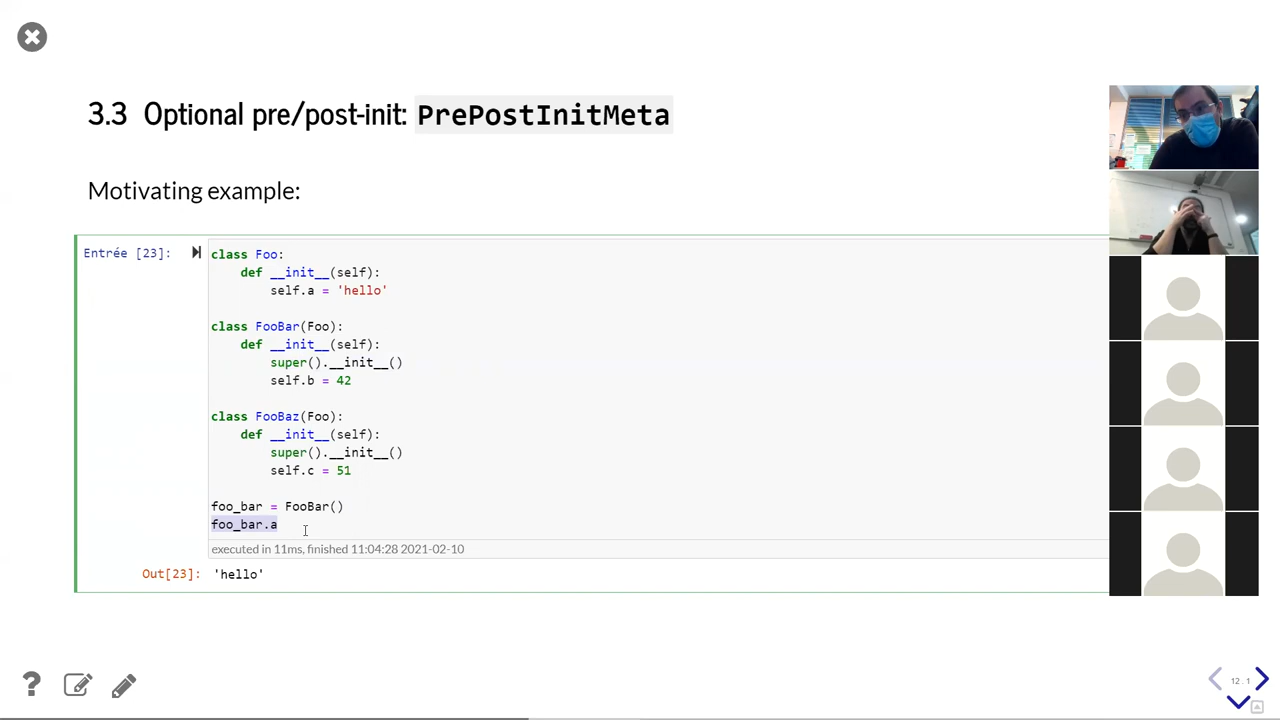 3.3 Optional pre/post-init: PrePostInitMeta
Motivating example:
Entrée [23]:
class Foo:
    def __init__(self):
        self.a = 'hello'
class FooBar(Foo):
    def __init__(self):
        super().__init__()
        self.b = 42
class FooBaz(Foo):
    def __init__(self):
        super().__init__()
        self.c = 51
foo_bar = FooBar()
foo_bar.a
executed in 11ms, finished 11:04:28 2021-02-10
Out[23]: 'hello'
?
12.1